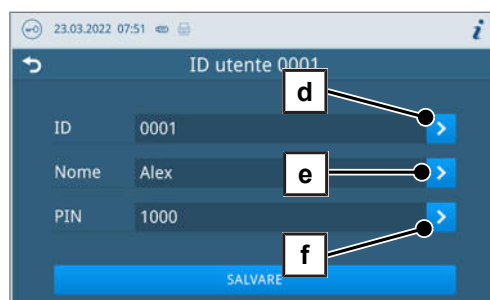 23.03.2022 07:51
i
ID utente 0001
d
ID 0001
Nome Alex
e
PIN 1000
f
SALVARE